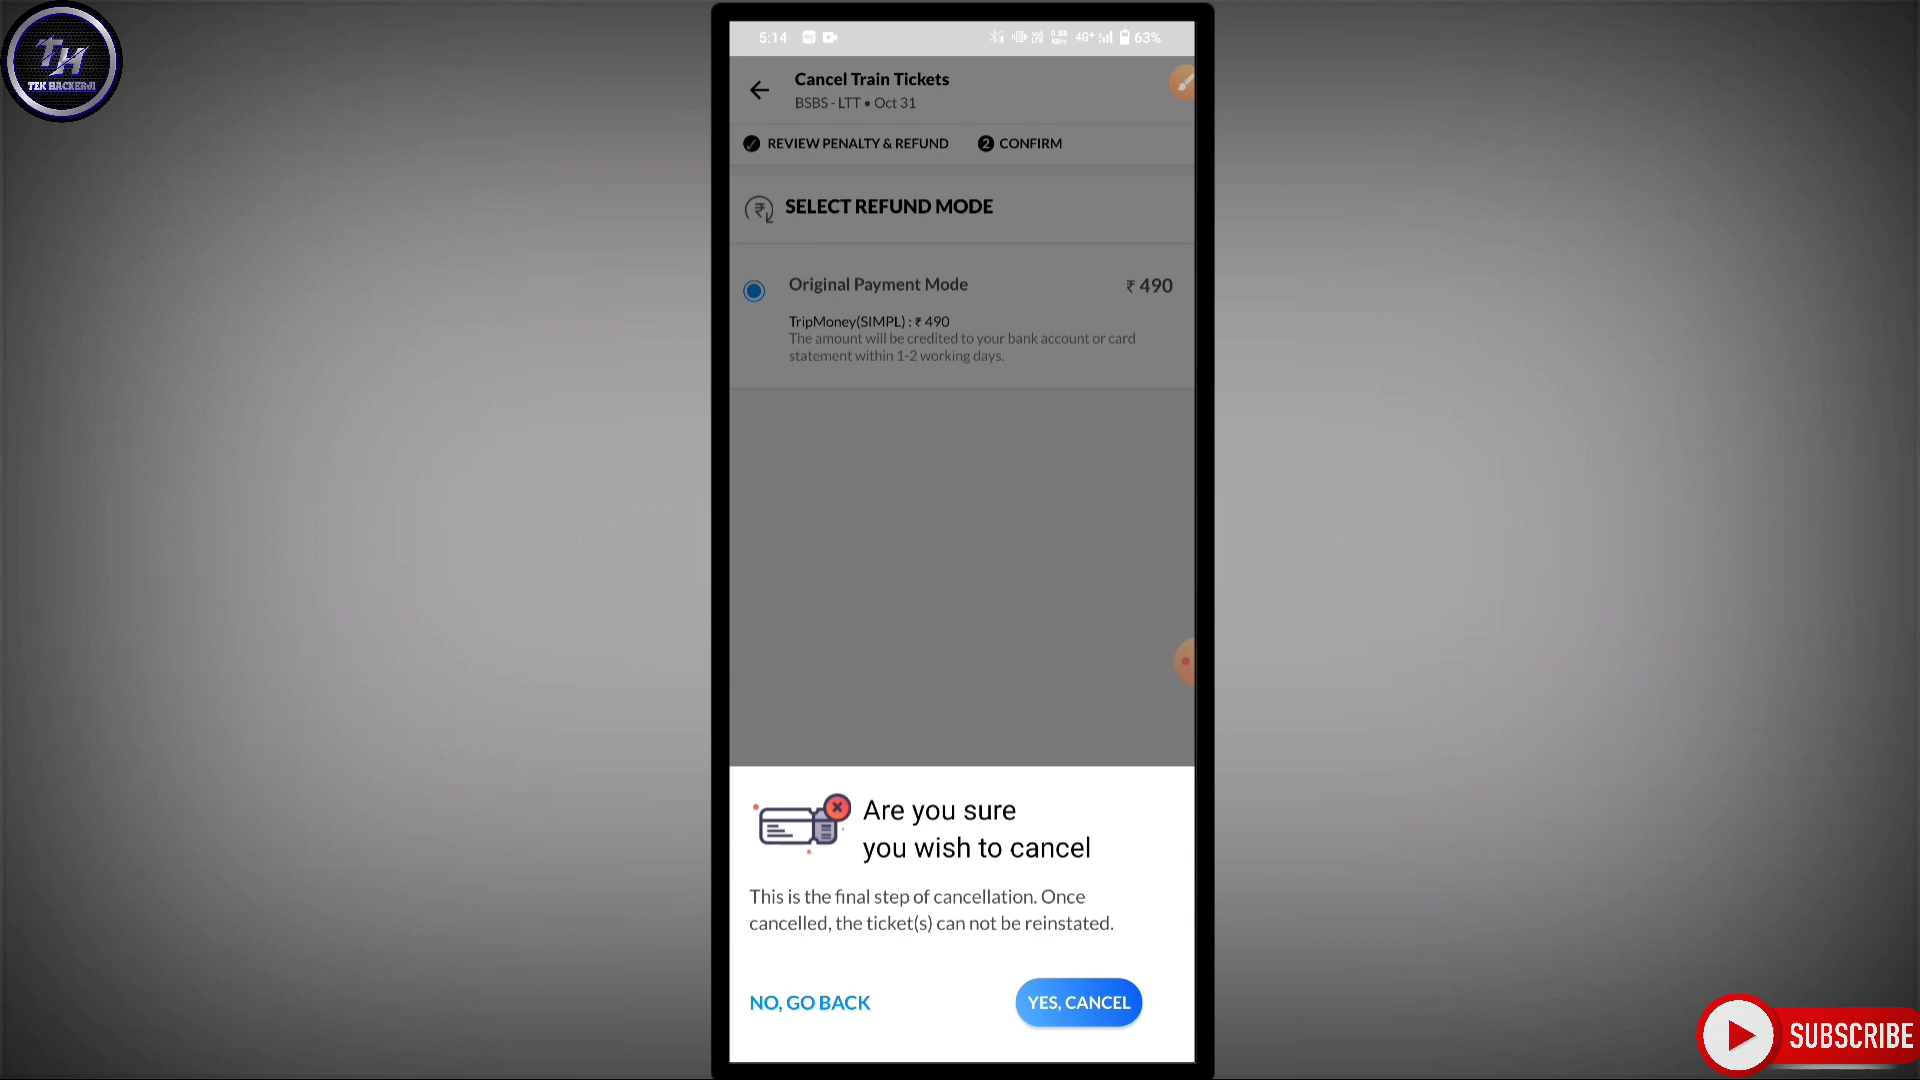 TH
TEK HACKERJI
5:14
4G+
63%
Cancel Train Tickets
BSBS - LTT • Oct 31
REVIEW PENALTY & REFUND
2 CONFIRM
SELECT REFUND MODE
Original Payment Mode
₹ 490
TripMoney(SIMPL) : ₹ 490
The amount will be credited to your bank account or card
statement within 1-2 working days.
Are you sure
you wish to cancel
This is the final step of cancellation. Once
cancelled, the ticket(s) can not be reinstated.
NO, GO BACK
YES, CANCEL
SUBSCRIBE